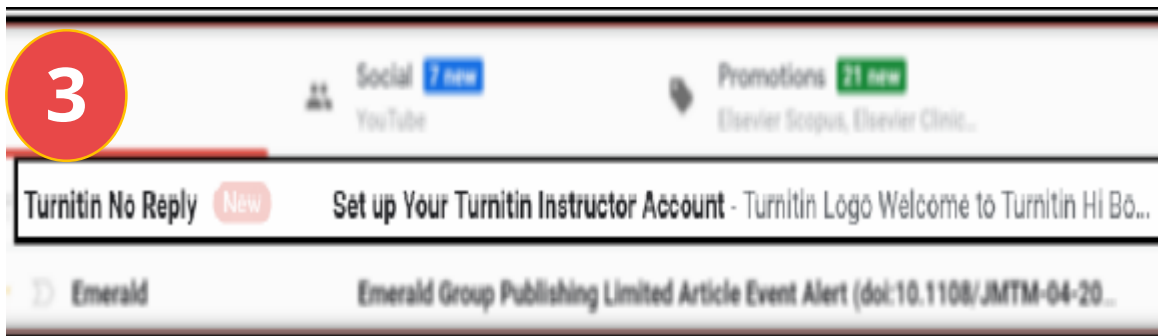 3
Social 7 new
YouTube
Promotions 21 new
Elsevier Scopus, Elsevier Clinic...
Turnitin No Reply New Set up Your Turnitin Instructor Account - Turnitin Logo Welcome to Turnitin Hi Bo...
Emerald Emerald Group Publishing Limited Article Event Alert (doi:10.1108/JMTM-04-20...